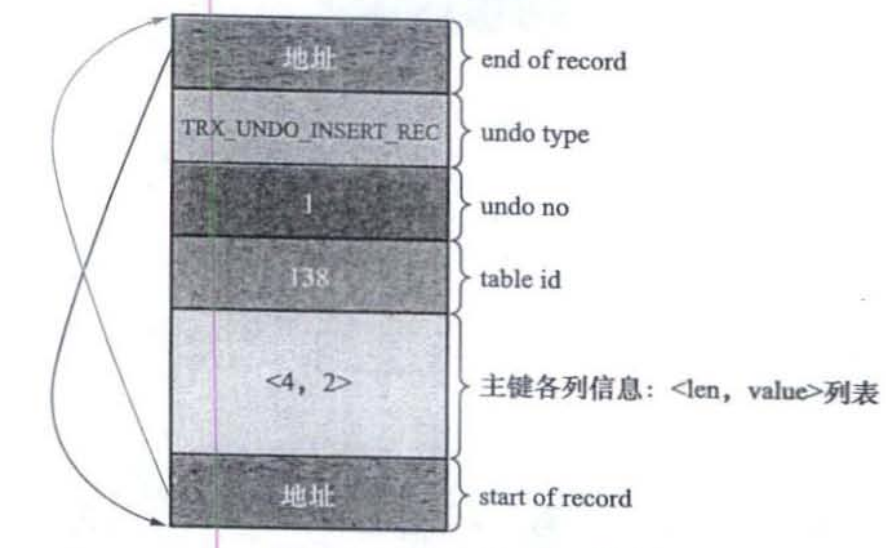 地址 end of record
TRX_UNDO_INSERT_REC undo type
1 undo no
138 table id
<4，2> 主键各列信息：<len，value>列表
地址 start of record